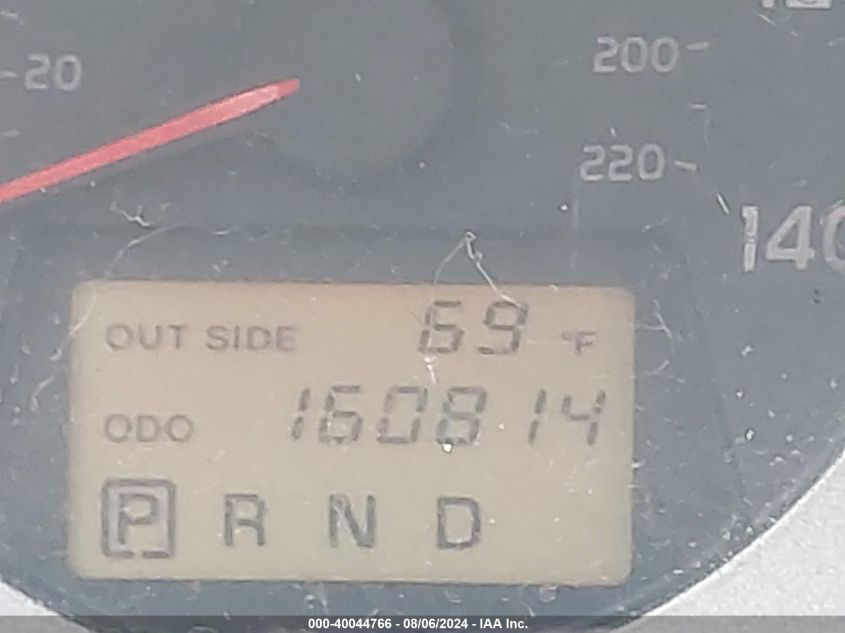 20
200
220
140
OUT SIDE 69 °F
ODO 160814
P R N D
000-40044766 - 08/06/2024 - IAA Inc.